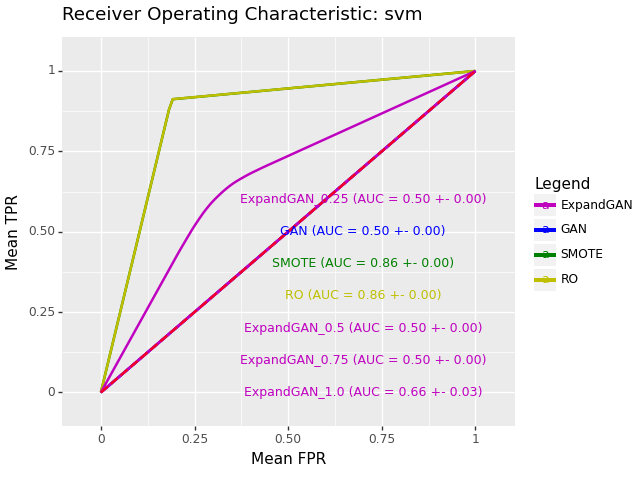 Receiver Operating Characteristic: svm
Mean TPR
1
0.75
0.50
0.25
0
ExpandGAN_0.25 (AUC = 0.50 +- 0.00)
GAN (AUC = 0.50 +- 0.00)
SMOTE (AUC = 0.86 +- 0.00)
RO (AUC = 0.86 +- 0.00)
ExpandGAN_0.5 (AUC = 0.50 +- 0.00)
ExpandGAN_0.75 (AUC = 0.50 +- 0.00)
ExpandGAN_1.0 (AUC = 0.66 +- 0.03)
0 0.25 0.50 0.75 1
Mean FPR
Legend
a ExpandGAN
a GAN
a SMOTE
a RO